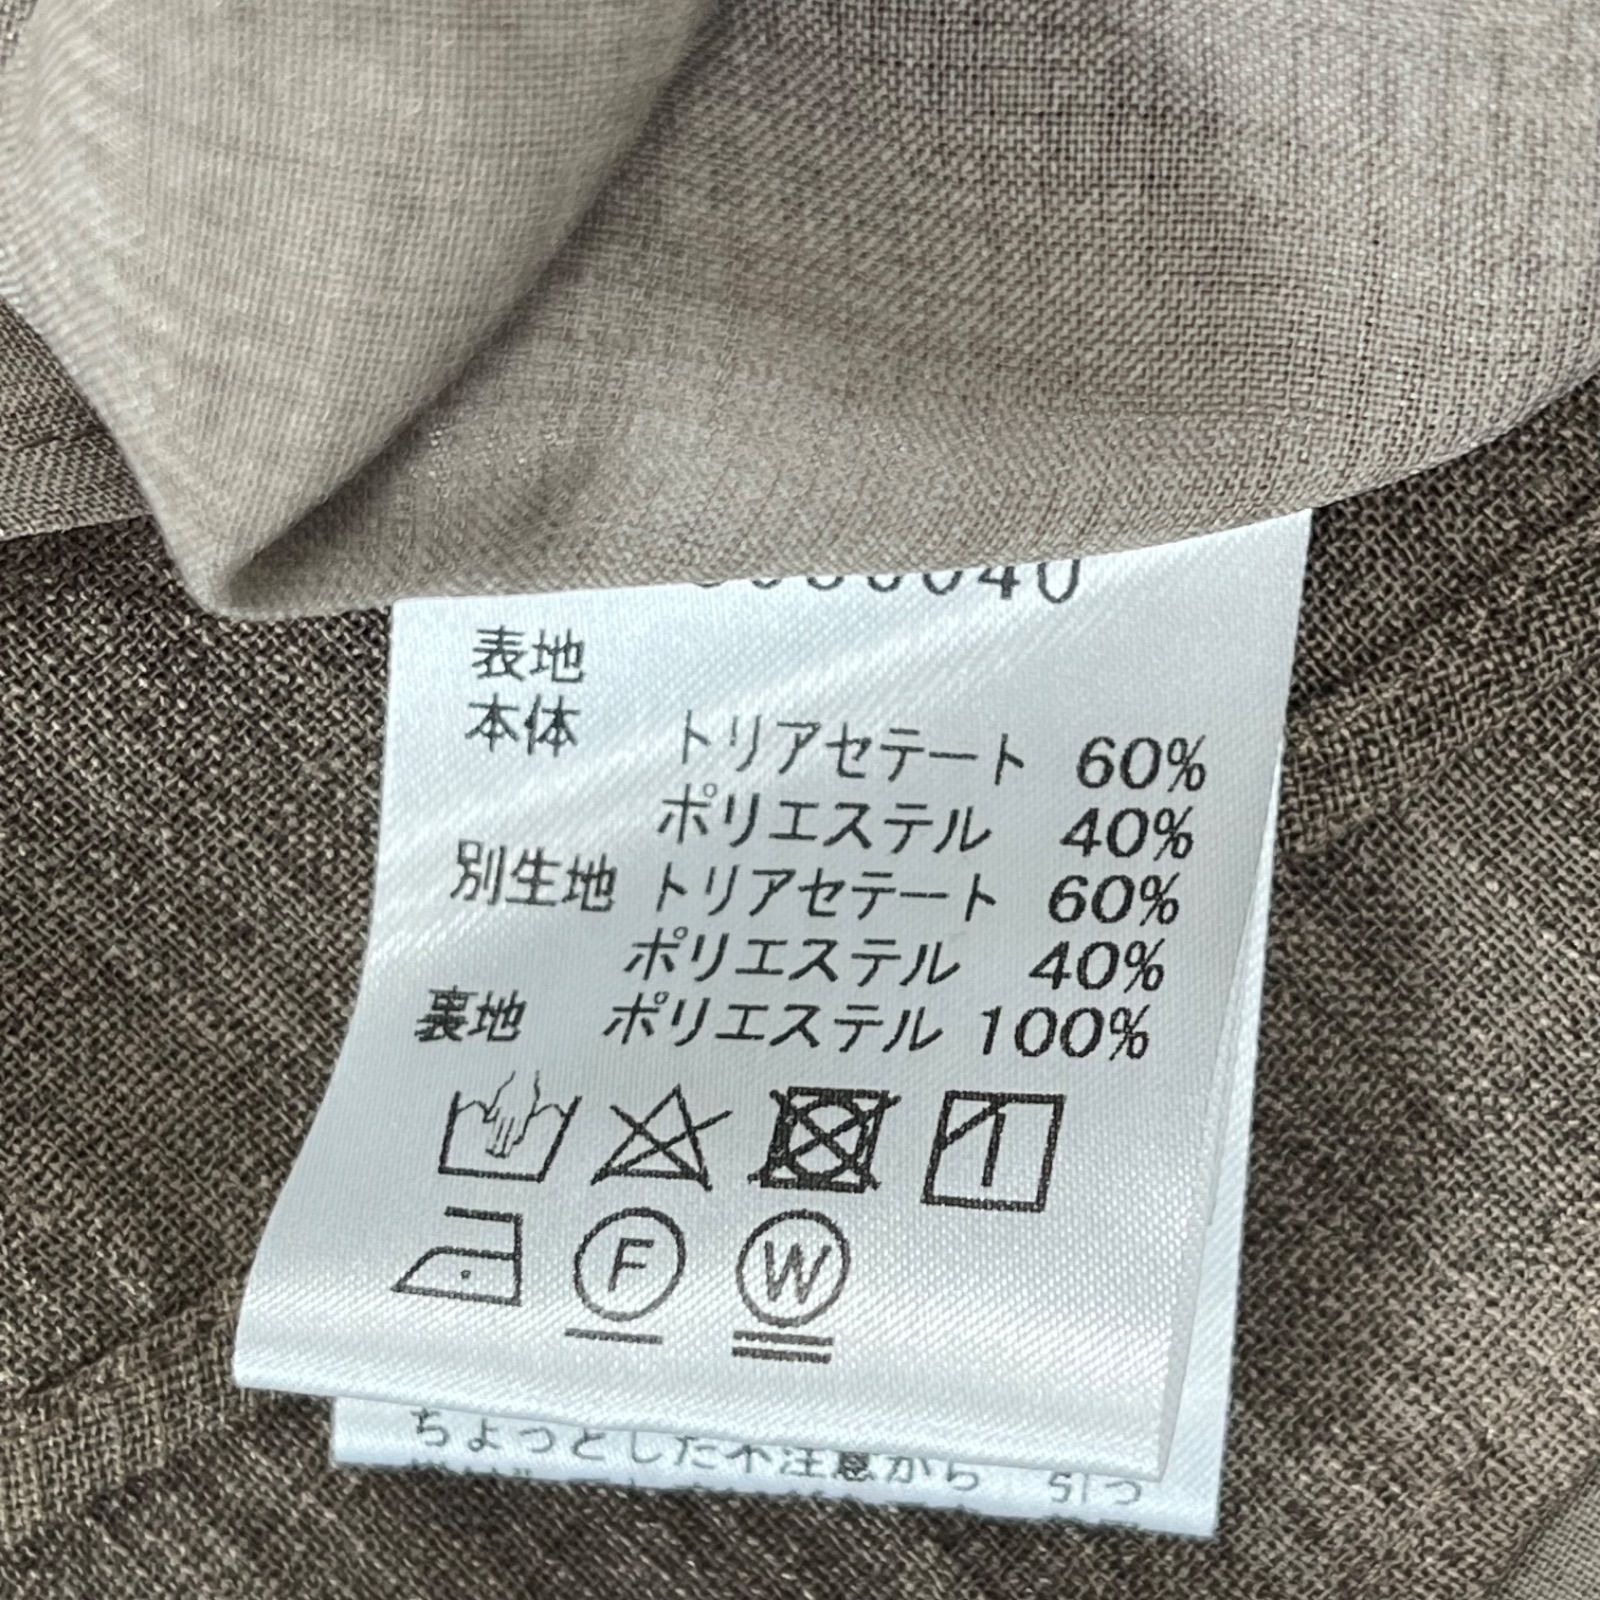 表地
本体 トリアセテート 60%
ポリエステル 40%
別生地 トリアセテート 60%
ポリエステル 40%
裏地 ポリエステル 100%
F W
ちょっとした不注意から 引っ